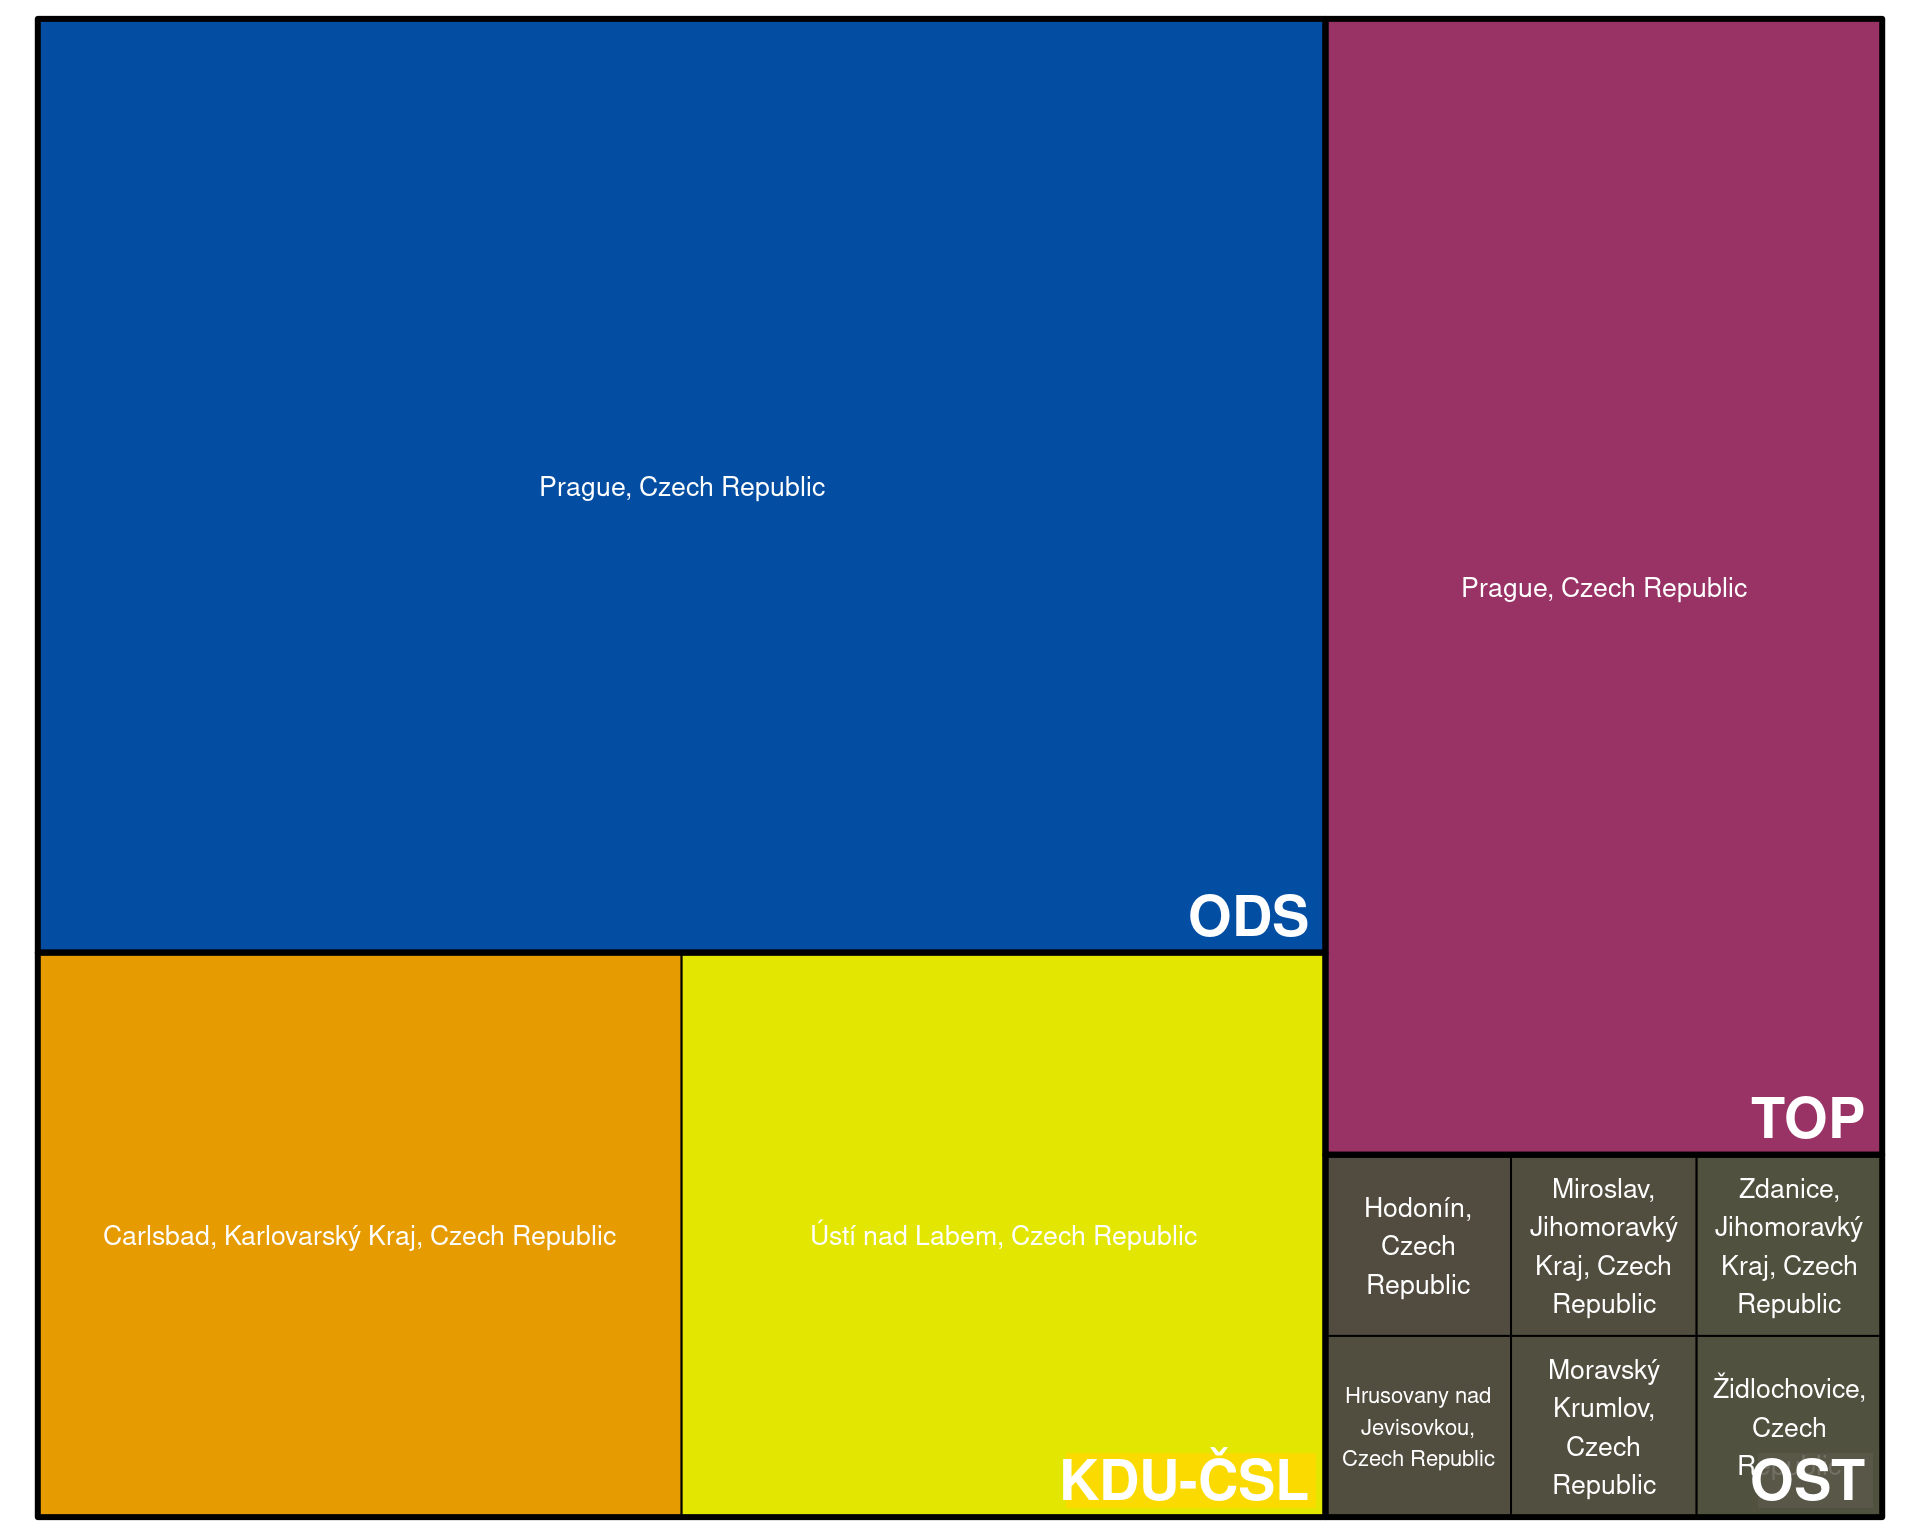 Prague, Czech Republic
ODS
Prague, Czech Republic
TOP
Carlsbad, Karlovarský Kraj, Czech Republic
Ústí nad Labem, Czech Republic
KDU-ČSL
Hodonín,
Czech
Republic
Miroslav,
Jihomoravký
Kraj, Czech
Republic
Zdanice,
Jihomoravký
Kraj, Czech
Republic
Hrusovany nad
Jevisovkou,
Czech Republic
Moravský
Krumlov,
Czech
Republic
Židlochovice,
Czech
Republic
OST